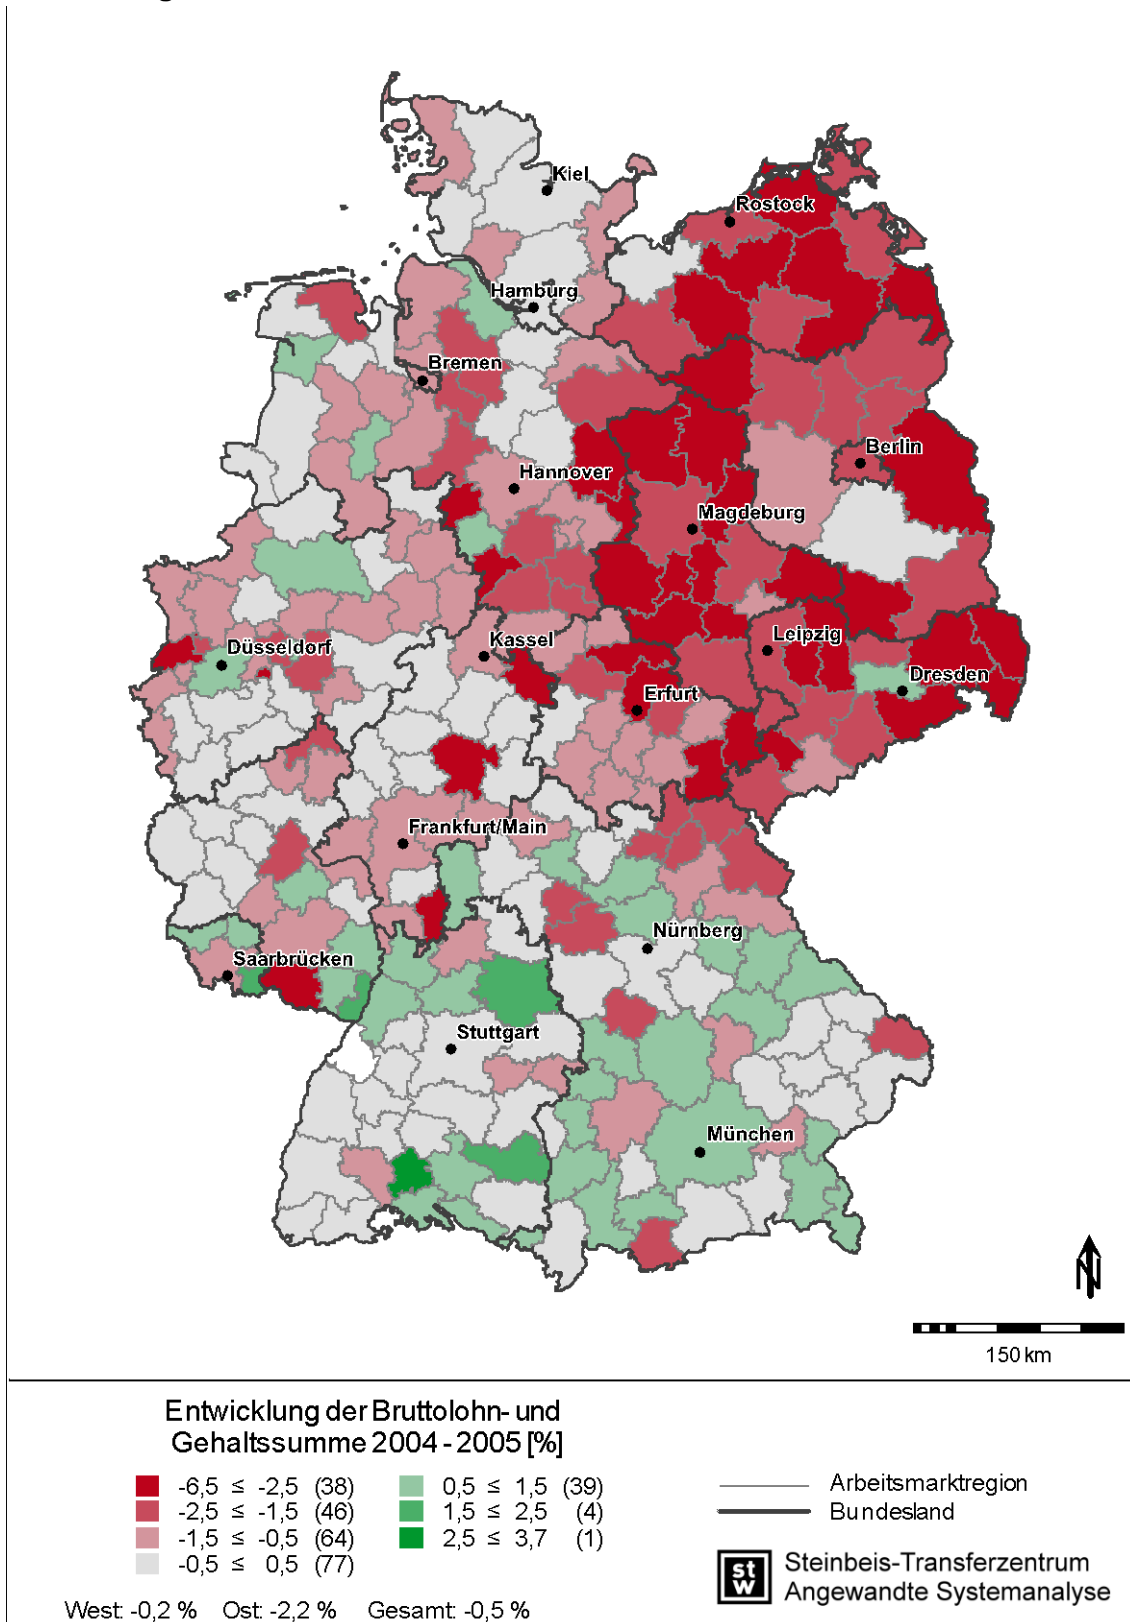 Kiel
Rostock
Hamburg
Bremen
Berlin
Hannover
Magdeburg
Düsseldorf
Kassel
Leipzig
Dresden
Erfurt
Frankfurt/Main
Nürnberg
Saarbrücken
Stuttgart
München
N
150 km
Entwicklung der Bruttolohn- und
Gehaltssumme 2004 - 2005 [%]
-6,5 ≤ -2,5 (38)
-2,5 ≤ -1,5 (46)
-1,5 ≤ -0,5 (64)
-0,5 ≤ 0,5 (77)
0,5 ≤ 1,5 (39)
1,5 ≤ 2,5 (4)
2,5 ≤ 3,7 (1)
Arbeitsmarktregion
Bundesland
st
w
Steinbeis-Transferzentrum
Angewandte Systemanalyse
West: -0,2 % Ost: -2,2 % Gesamt: -0,5 %